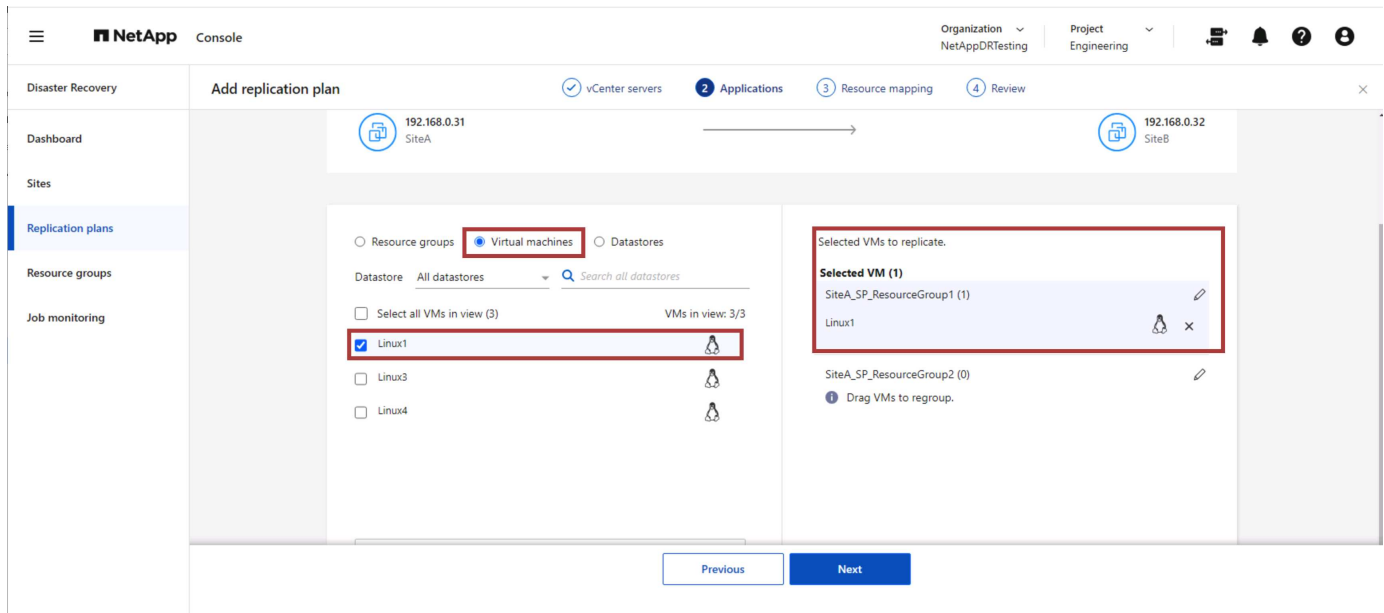 NetApp Console
Organization
NetAppDRTesting
Project
Engineering
Disaster Recovery
Add replication plan
vCenter servers
2 Applications
3 Resource mapping
4 Review
Dashboard
Sites
Replication plans
Resource groups
Job monitoring
192.168.0.31
SiteA
192.168.0.32
SiteB
Resource groups Virtual machines Datastores
Datastore All datastores Search all datastores
Select all VMs in view (3) VMs in view: 3/3
Linux1
Linux3
Linux4
Selected VMs to replicate.
Selected VM (1)
SiteA_SP_ResourceGroup1 (1)
Linux1
SiteA_SP_ResourceGroup2 (0)
Drag VMs to regroup.
Previous
Next